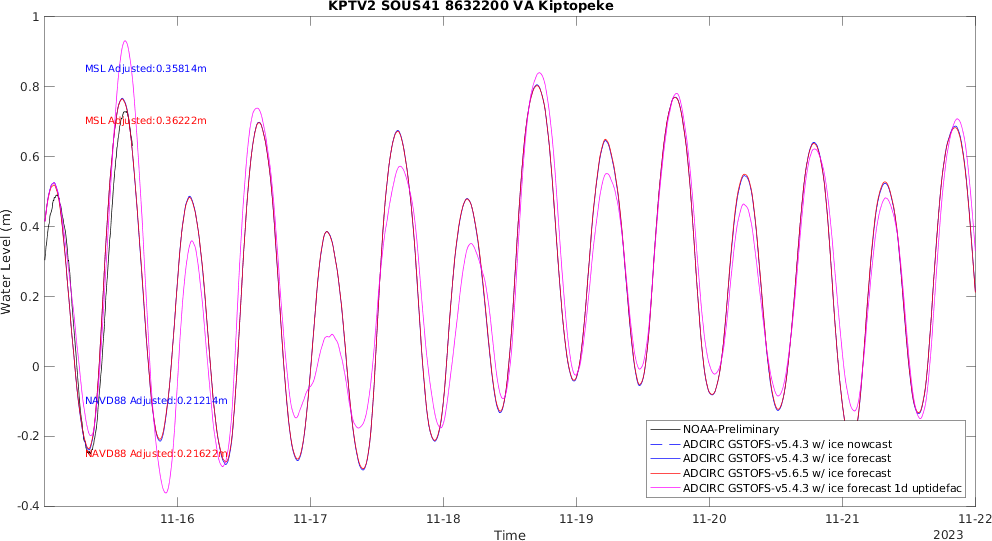 KPTV2 SOUS41 8632200 VA Kiptopeke
1
0.8
0.6
0.4
0.2
0
-0.2
-0.4
Water Level (m)
MSL Adjusted:0.35814m
MSL Adjusted:0.36222m
NAVD88 Adjusted:0.21214m
NAVD88 Adjusted:0.21622m
NOAA-Preliminary
ADCIRC GSTOFS-v5.4.3 w/ ice nowcast
ADCIRC GSTOFS-v5.4.3 w/ ice forecast
ADCIRC GSTOFS-v5.6.5 w/ ice forecast
ADCIRC GSTOFS-v5.4.3 w/ ice forecast 1d uptidefac
11-16 11-17 11-18 11-19 11-20 11-21 11-22
Time
2023